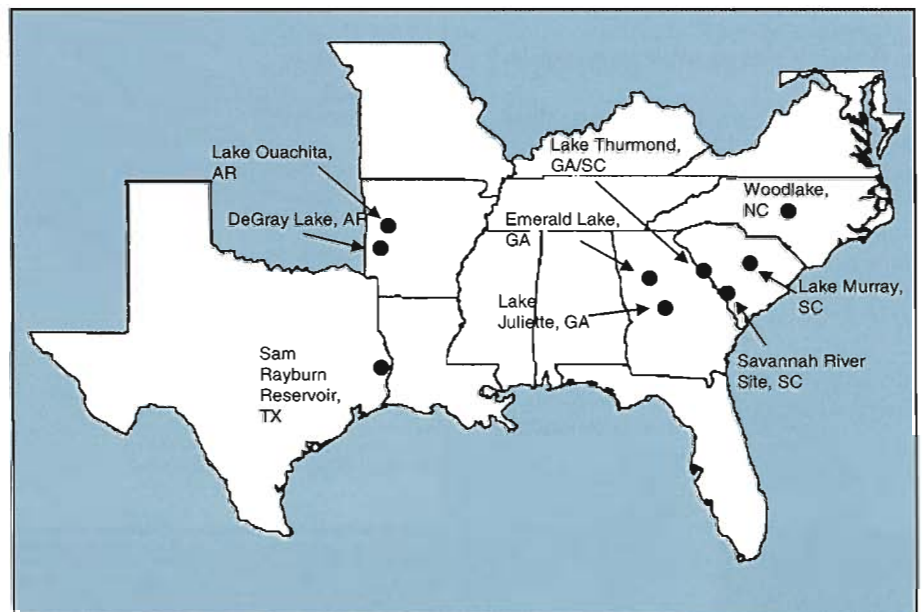 Lake Ouachita,
AR
DeGray Lake, AR
Lake Thurmond,
GA/SC
Emerald Lake,
GA
Woodlake,
NC
Lake
Juliette, GA
Lake Murray,
SC
Savannah River
Site, SC
Sam
Rayburn
Reservoir,
TX